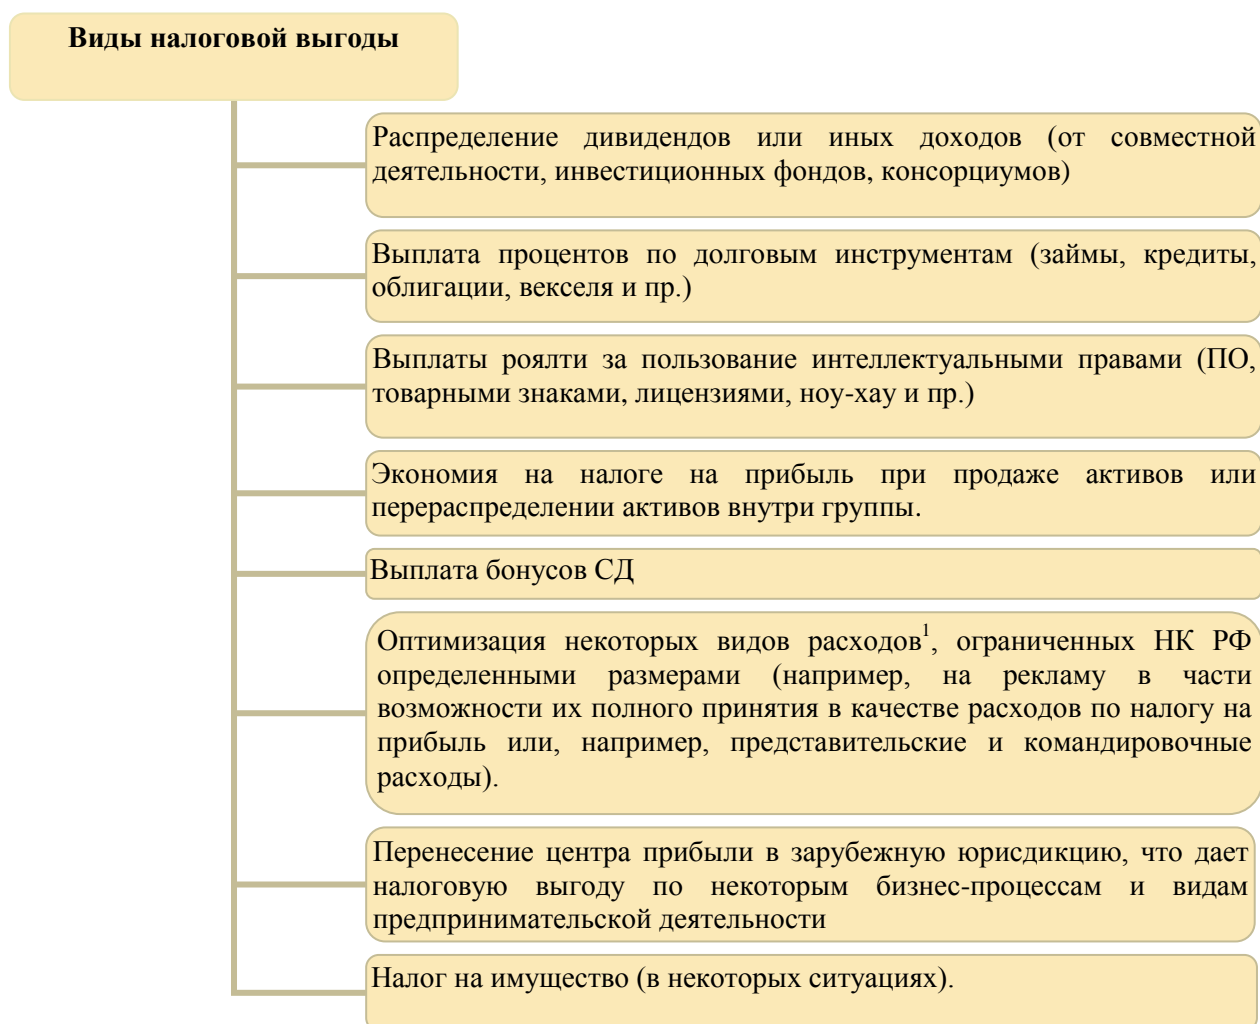 Виды налоговой выгоды
Распределение дивидендов или иных доходов (от совместной
деятельности, инвестиционных фондов, консорциумов)
Выплата процентов по долговым инструментам (займы, кредиты,
облигации, векселя и пр.)
Выплаты роялти за пользование интеллектуальными правами (ПО,
товарными знаками, лицензиями, ноу-хау и пр.)
Экономия на налоге на прибыль при продаже активов или
перераспределении активов внутри группы.
Выплата бонусов СД
Оптимизация некоторых видов расходов¹, ограниченных НК РФ
определенными размерами (например, на рекламу в части
возможности их полного принятия в качестве расходов по налогу на
прибыль или, например, представительские и командировочные
расходы).
Перенесение центра прибыли в зарубежную юрисдикцию, что дает
налоговую выгоду по некоторым бизнес-процессам и видам
предпринимательской деятельности
Налог на имущество (в некоторых ситуациях).